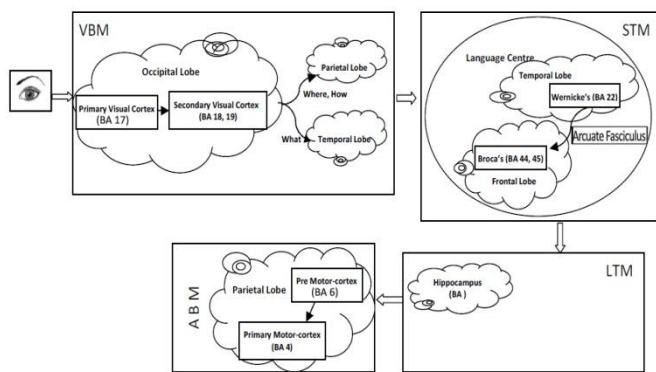 VBM
Occipital Lobe
Primary Visual Cortex
(BA 17)
Secondary Visual Cortex
(BA 18, 19)
Parietal Lobe
Where, How
What
Temporal Lobe
STM
Language Centre
Temporal Lobe
Wernicke's (BA 22)
Arcuate Fasciculus
Broca's (BA 44, 45)
Frontal Lobe
ABM
Parietal Lobe
Pre Motor-cortex
(BA 6)
Primary Motor-cortex
(BA 4)
LTM
Hippocampus
(BA )